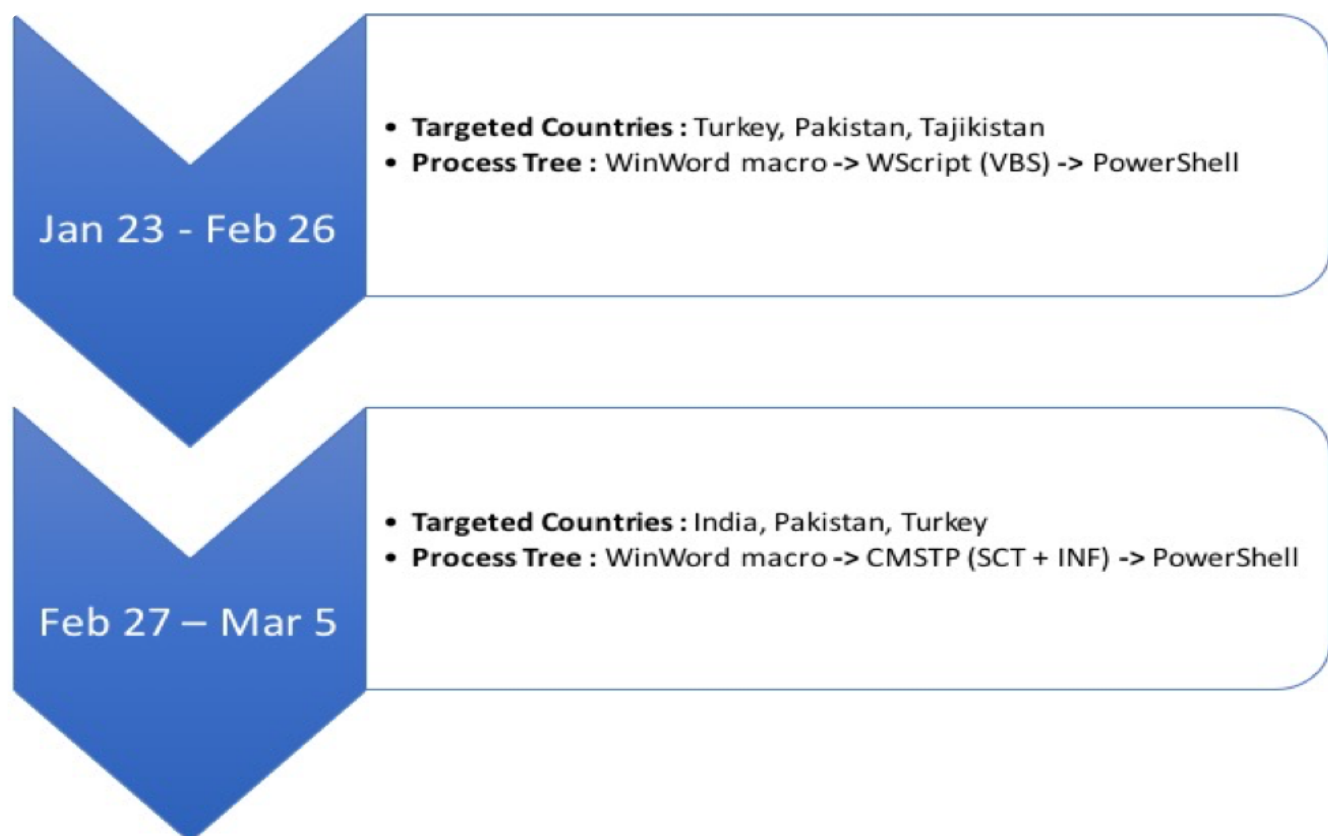 Jan 23 - Feb 26
• Targeted Countries : Turkey, Pakistan, Tajikistan
• Process Tree : WinWord macro -> WScript (VBS) -> PowerShell
Feb 27 – Mar 5
• Targeted Countries : India, Pakistan, Turkey
• Process Tree : WinWord macro -> CMSTP (SCT + INF) -> PowerShell